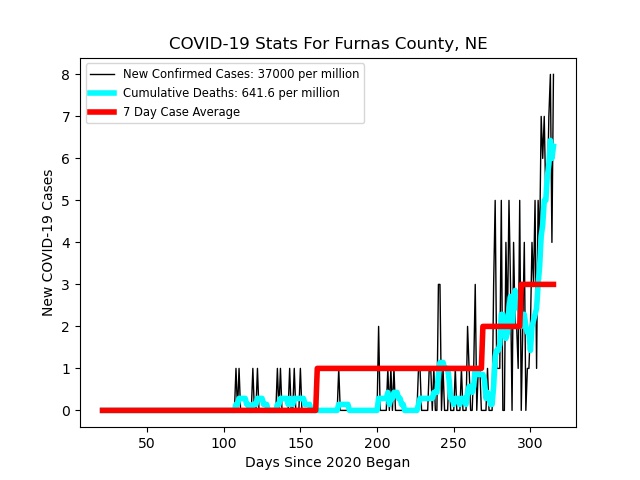 COVID-19 Stats For Furnas County, NE
New Confirmed Cases: 37000 per million
Cumulative Deaths: 641.6 per million
7 Day Case Average
New COVID-19 Cases
8
7
6
5
4
3
2
1
0
50 100 150 200 250 300
Days Since 2020 Began